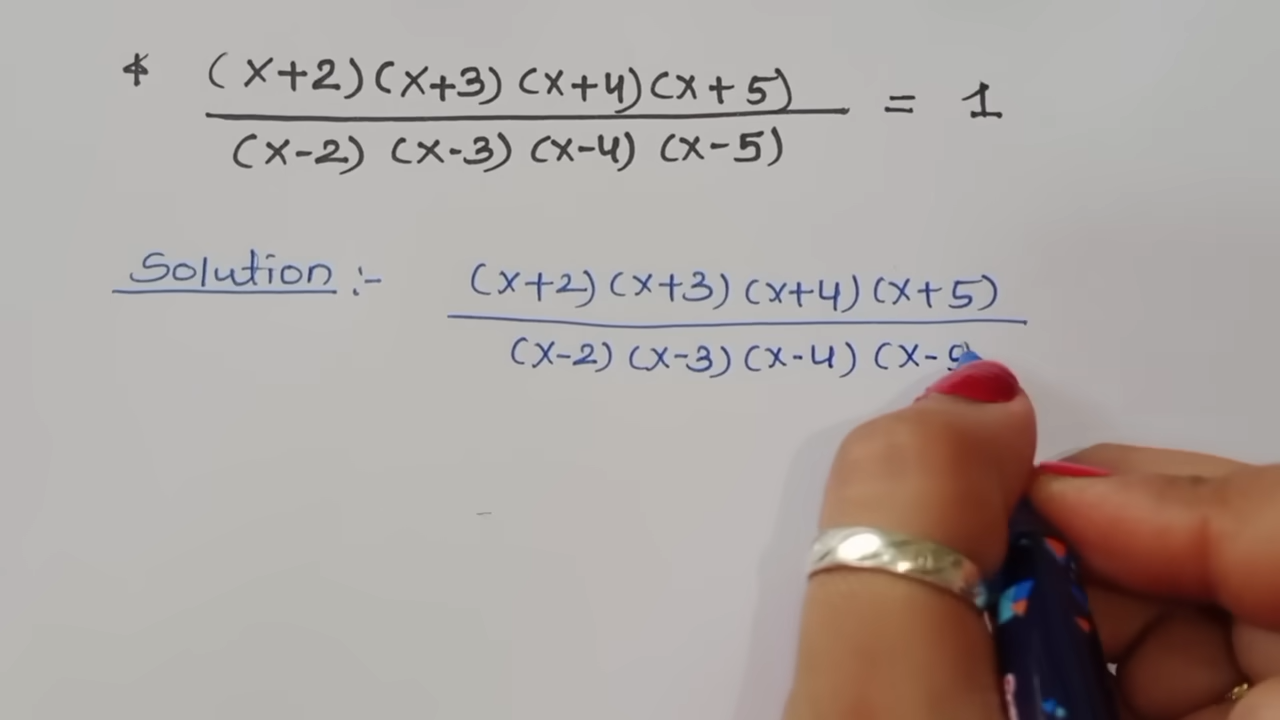 * (x+2)(x+3)(x+4)(x+5) = 1
(x-2)(x-3)(x-4)(x-5)
Solution :- (x+2)(x+3)(x+4)(x+5)
(x-2)(x-3)(x-4)(x-